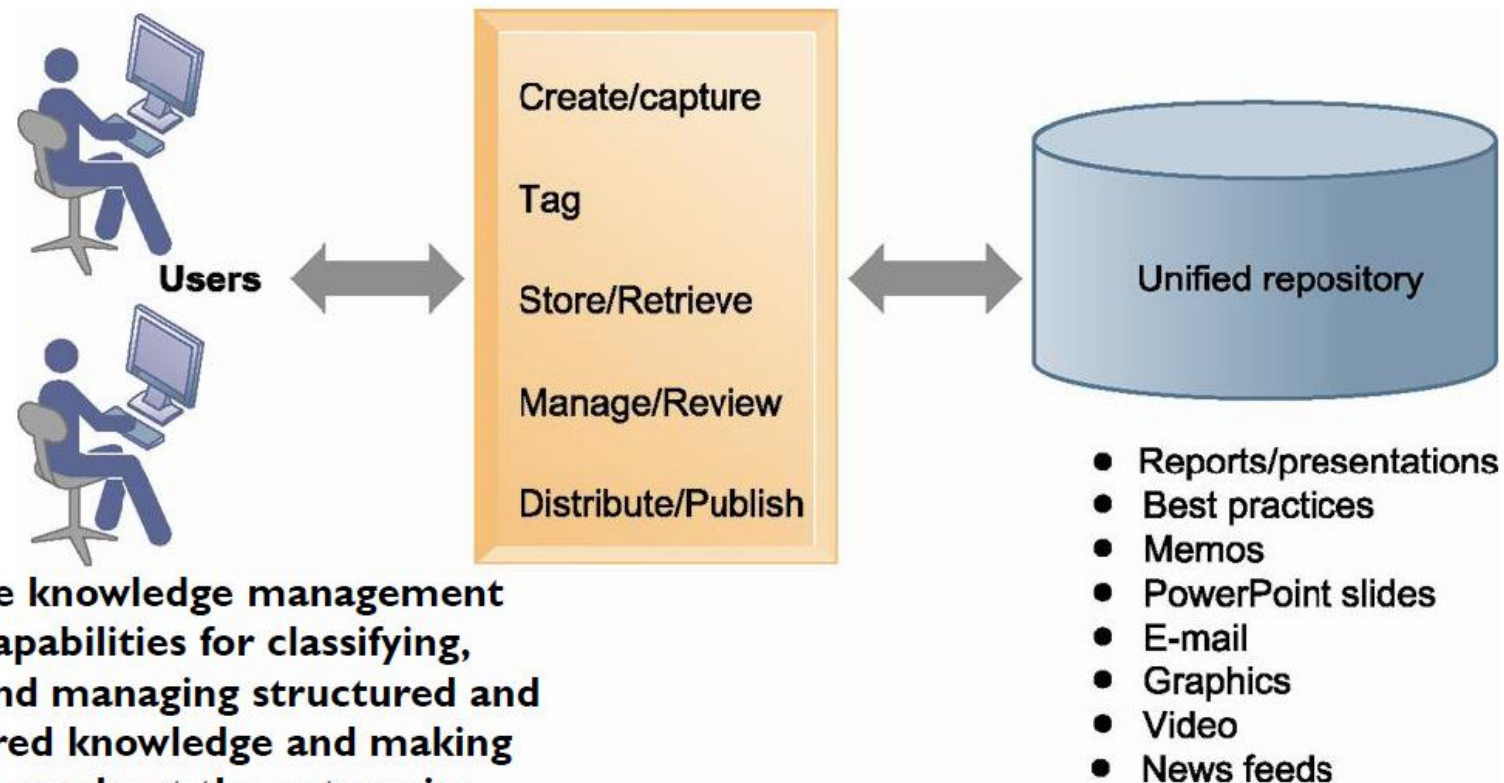 Create/capture
Tag
Users
Store/Retrieve
Unified repository
Manage/Review
Distribute/Publish
● Reports/presentations
● Best practices
● Memos
● PowerPoint slides
● E-mail
● Graphics
● Video
● News feeds
knowledge management
for classifying,
managing structured and
knowledge and making